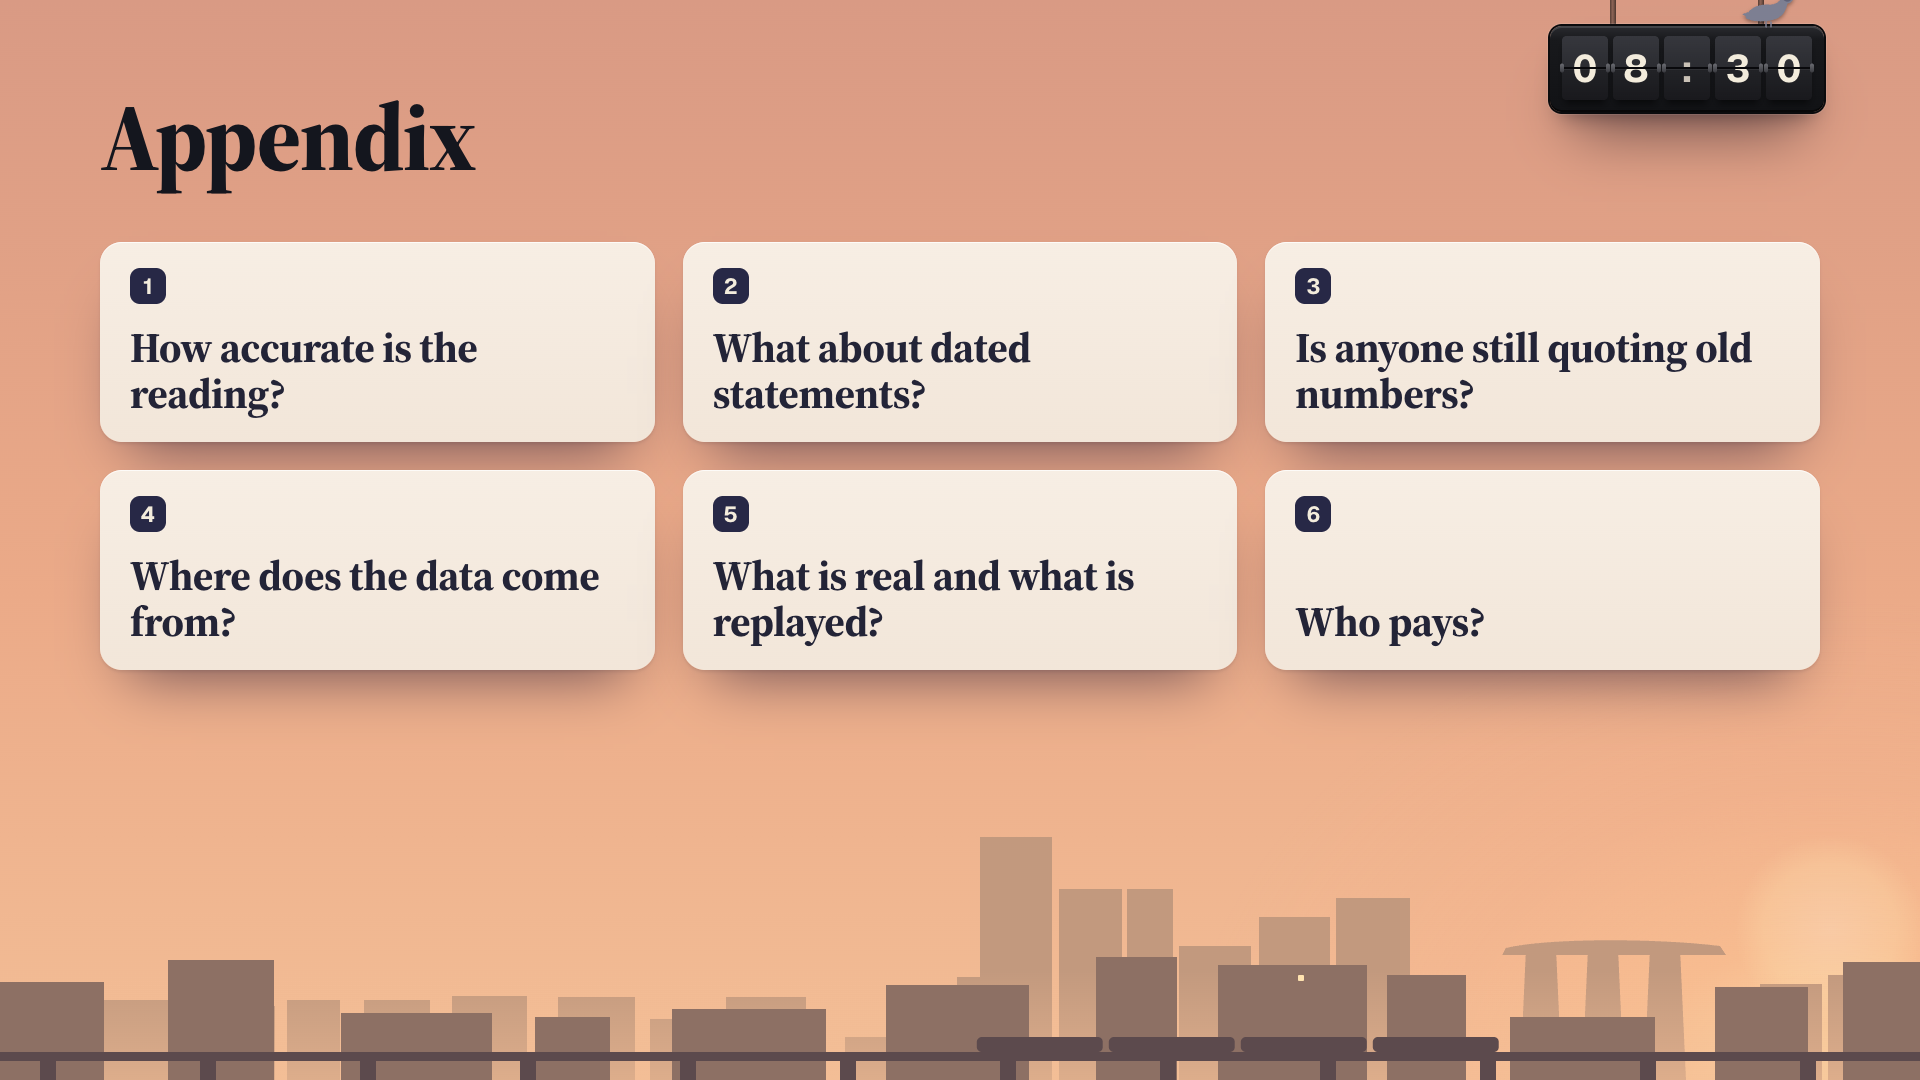 08:30
Appendix
1
How accurate is the
reading?
2
What about dated
statements?
3
Is anyone still quoting old
numbers?
4
Where does the data come
from?
5
What is real and what is
replayed?
6
Who pays?